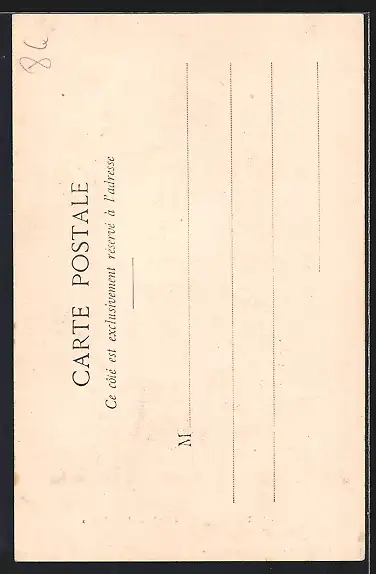 86
CARTE POSTALE
Ce côté est exclusivement réservé à l'adresse
M